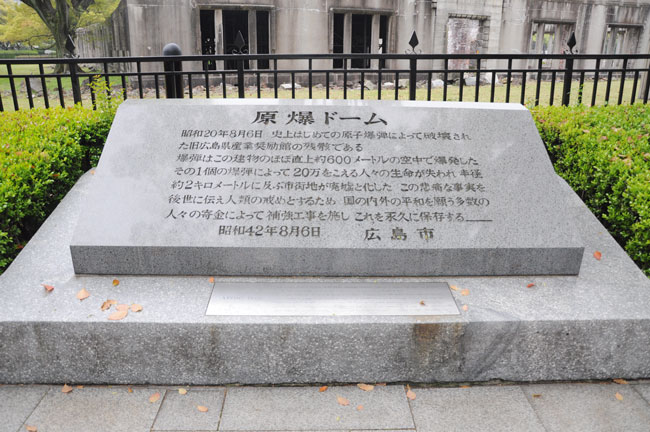 原爆ドーム
昭和20年8月6日 史上はじめての原子爆弾によって破壊され
た旧広島県産業奨励館の残骸である
爆弾はこの建物のほぼ直上約600メートルの空中で爆発した
その1個の爆弾によって20万をこえる人々の生命が失われ 半径
約2キロメートルに及ぶ市街地が廃墟と化した この悲痛な事実を
後世に伝え人類の戒めとするため 国の内外の平和を願う多数の
人々の寄金によって補強工事を施し これを永久に保存する
昭和42年8月6日 広島市